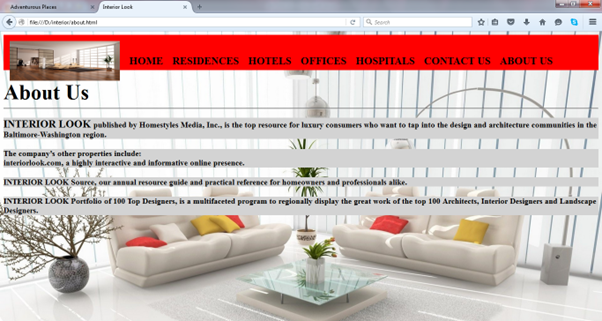 Adventurous Places
Interior Look
file:///D:/interior/about.html
Search
HOME RESIDENCES HOTELS OFFICES HOSPITALS CONTACT US ABOUT US
About Us
INTERIOR LOOK published by Homestyles Media, Inc., is the top resource for luxury consumers who want to tap into the design and architecture communities in the
Baltimore-Washington region.
The company's other properties include:
interiorlook.com, a highly interactive and informative online presence.
INTERIOR LOOK Source, our annual resource guide and practical reference for homeowners and professionals alike.
INTERIOR LOOK Portfolio of 100 Top Designers, is a multifaceted program to regionally display the great work of the top 100 Architects, Interior Designers and Landscape
Designers.